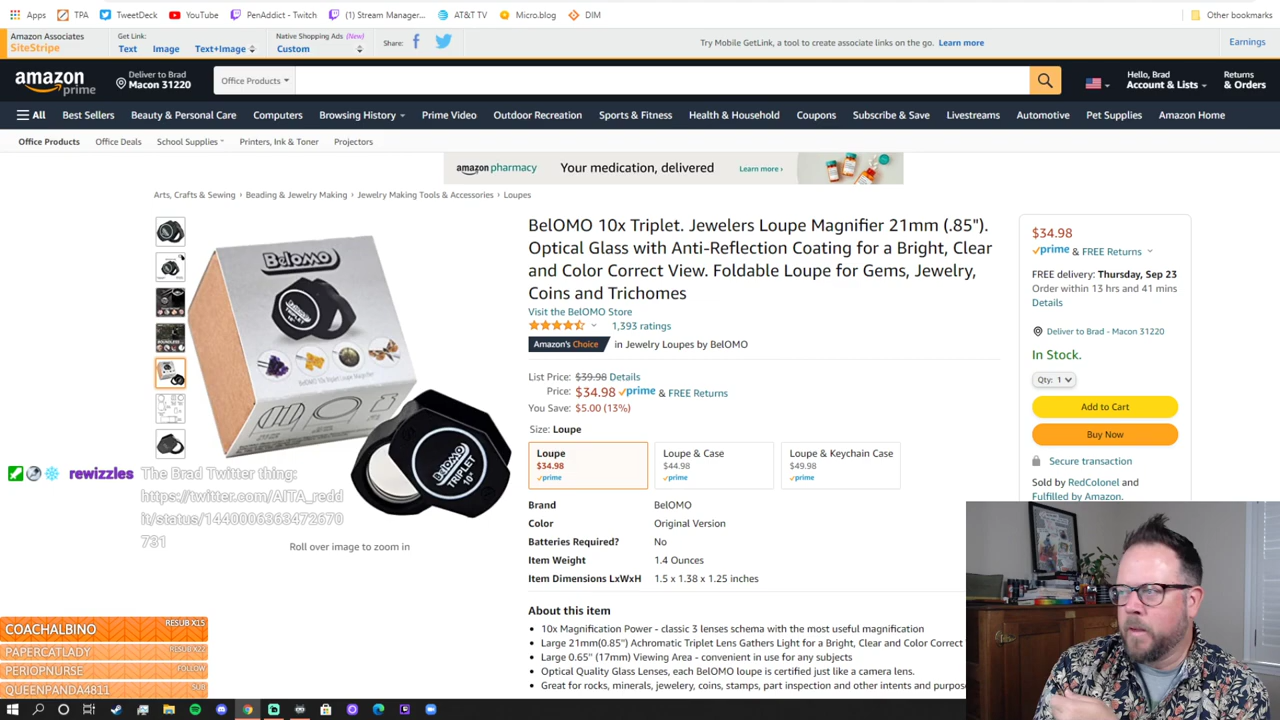 Apps TPA TweetDeck YouTube PenAddict - Twitch (1) Stream Manager... AT&T TV Micro.blog DIM Other bookmarks
Amazon Associates
SiteStripe
Get Link:
Text Image Text+Image
Native Shopping Ads (New)
Custom
Share:
Try Mobile GetLink, a tool to create associate links on the go. Learn more
Earnings
amazon
prime
Deliver to Brad
Macon 31220
Office Products
Hello, Brad
Account & Lists
Returns
& Orders
All Best Sellers Beauty & Personal Care Computers Browsing History Prime Video Outdoor Recreation Sports & Fitness Health & Household Coupons Subscribe & Save Livestreams Automotive Pet Supplies Amazon Home
Office Products Office Deals School Supplies Printers, Ink & Toner Projectors
amazon pharmacy Your medication, delivered Learn more ›
Arts, Crafts & Sewing › Beading & Jewelry Making › Jewelry Making Tools & Accessories › Loupes
BelOMO
BelOMO 10x Triplet Loupe Magnifier
BelOMO
TRIPLET
10x
Roll over image to zoom in
BelOMO 10x Triplet. Jewelers Loupe Magnifier 21mm (.85").
Optical Glass with Anti-Reflection Coating for a Bright, Clear
and Color Correct View. Foldable Loupe for Gems, Jewelry,
Coins and Trichomes
Visit the BelOMO Store
1,393 ratings
Amazon's Choice in Jewelry Loupes by BelOMO
List Price: $39.98 Details
Price: $34.98 prime & FREE Returns
You Save: $5.00 (13%)
Size: Loupe
Loupe
$34.98
prime
Loupe & Case
$44.98
prime
Loupe & Keychain Case
$49.98
prime
Brand BelOMO
Color Original Version
Batteries Required? No
Item Weight 1.4 Ounces
Item Dimensions LxWxH 1.5 x 1.38 x 1.25 inches
About this item
• 10x Magnification Power - classic 3 lenses schema with the most useful magnification
• Large 21mm(0.85") Achromatic Triplet Lens Gathers Light for a Bright, Clear and Color Correct
• Large 0.65" (17mm) Viewing Area - convenient in use for any subjects
• Optical Quality Glass Lenses, each BelOMO loupe is certified just like a camera lens.
• Great for rocks, minerals, jewelry, coins, stamps, part inspection and other intents and purpose
$34.98
prime & FREE Returns
FREE delivery: Thursday, Sep 23
Order within 13 hrs and 41 mins
Details
Deliver to Brad - Macon 31220
In Stock.
Qty: 1
Add to Cart
Buy Now
Secure transaction
Sold by RedColonel and
Fulfilled by Amazon.
rewizzles The Brad Twitter thing:
https://twitter.com/AITA_redd
it/status/1440006363472670
731
COACHALBINO RESUB X15
PAPERCATLADY RESUB X22
PERIOPNURSE FOLLOW
QUEENPANDA4811 SUB